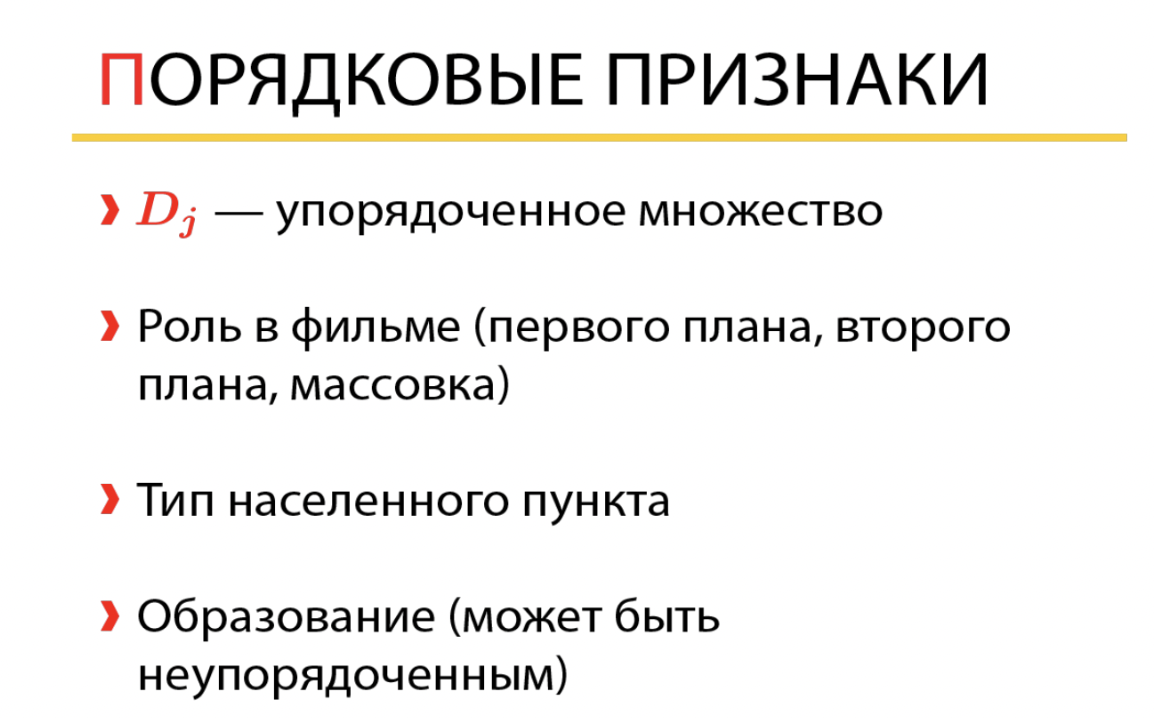 ПОРЯДКОВЫЕ ПРИЗНАКИ
D_j — упорядоченное множество
Роль в фильме (первого плана, второго
плана, массовка)
Тип населенного пункта
Образование (может быть
неупорядоченным)